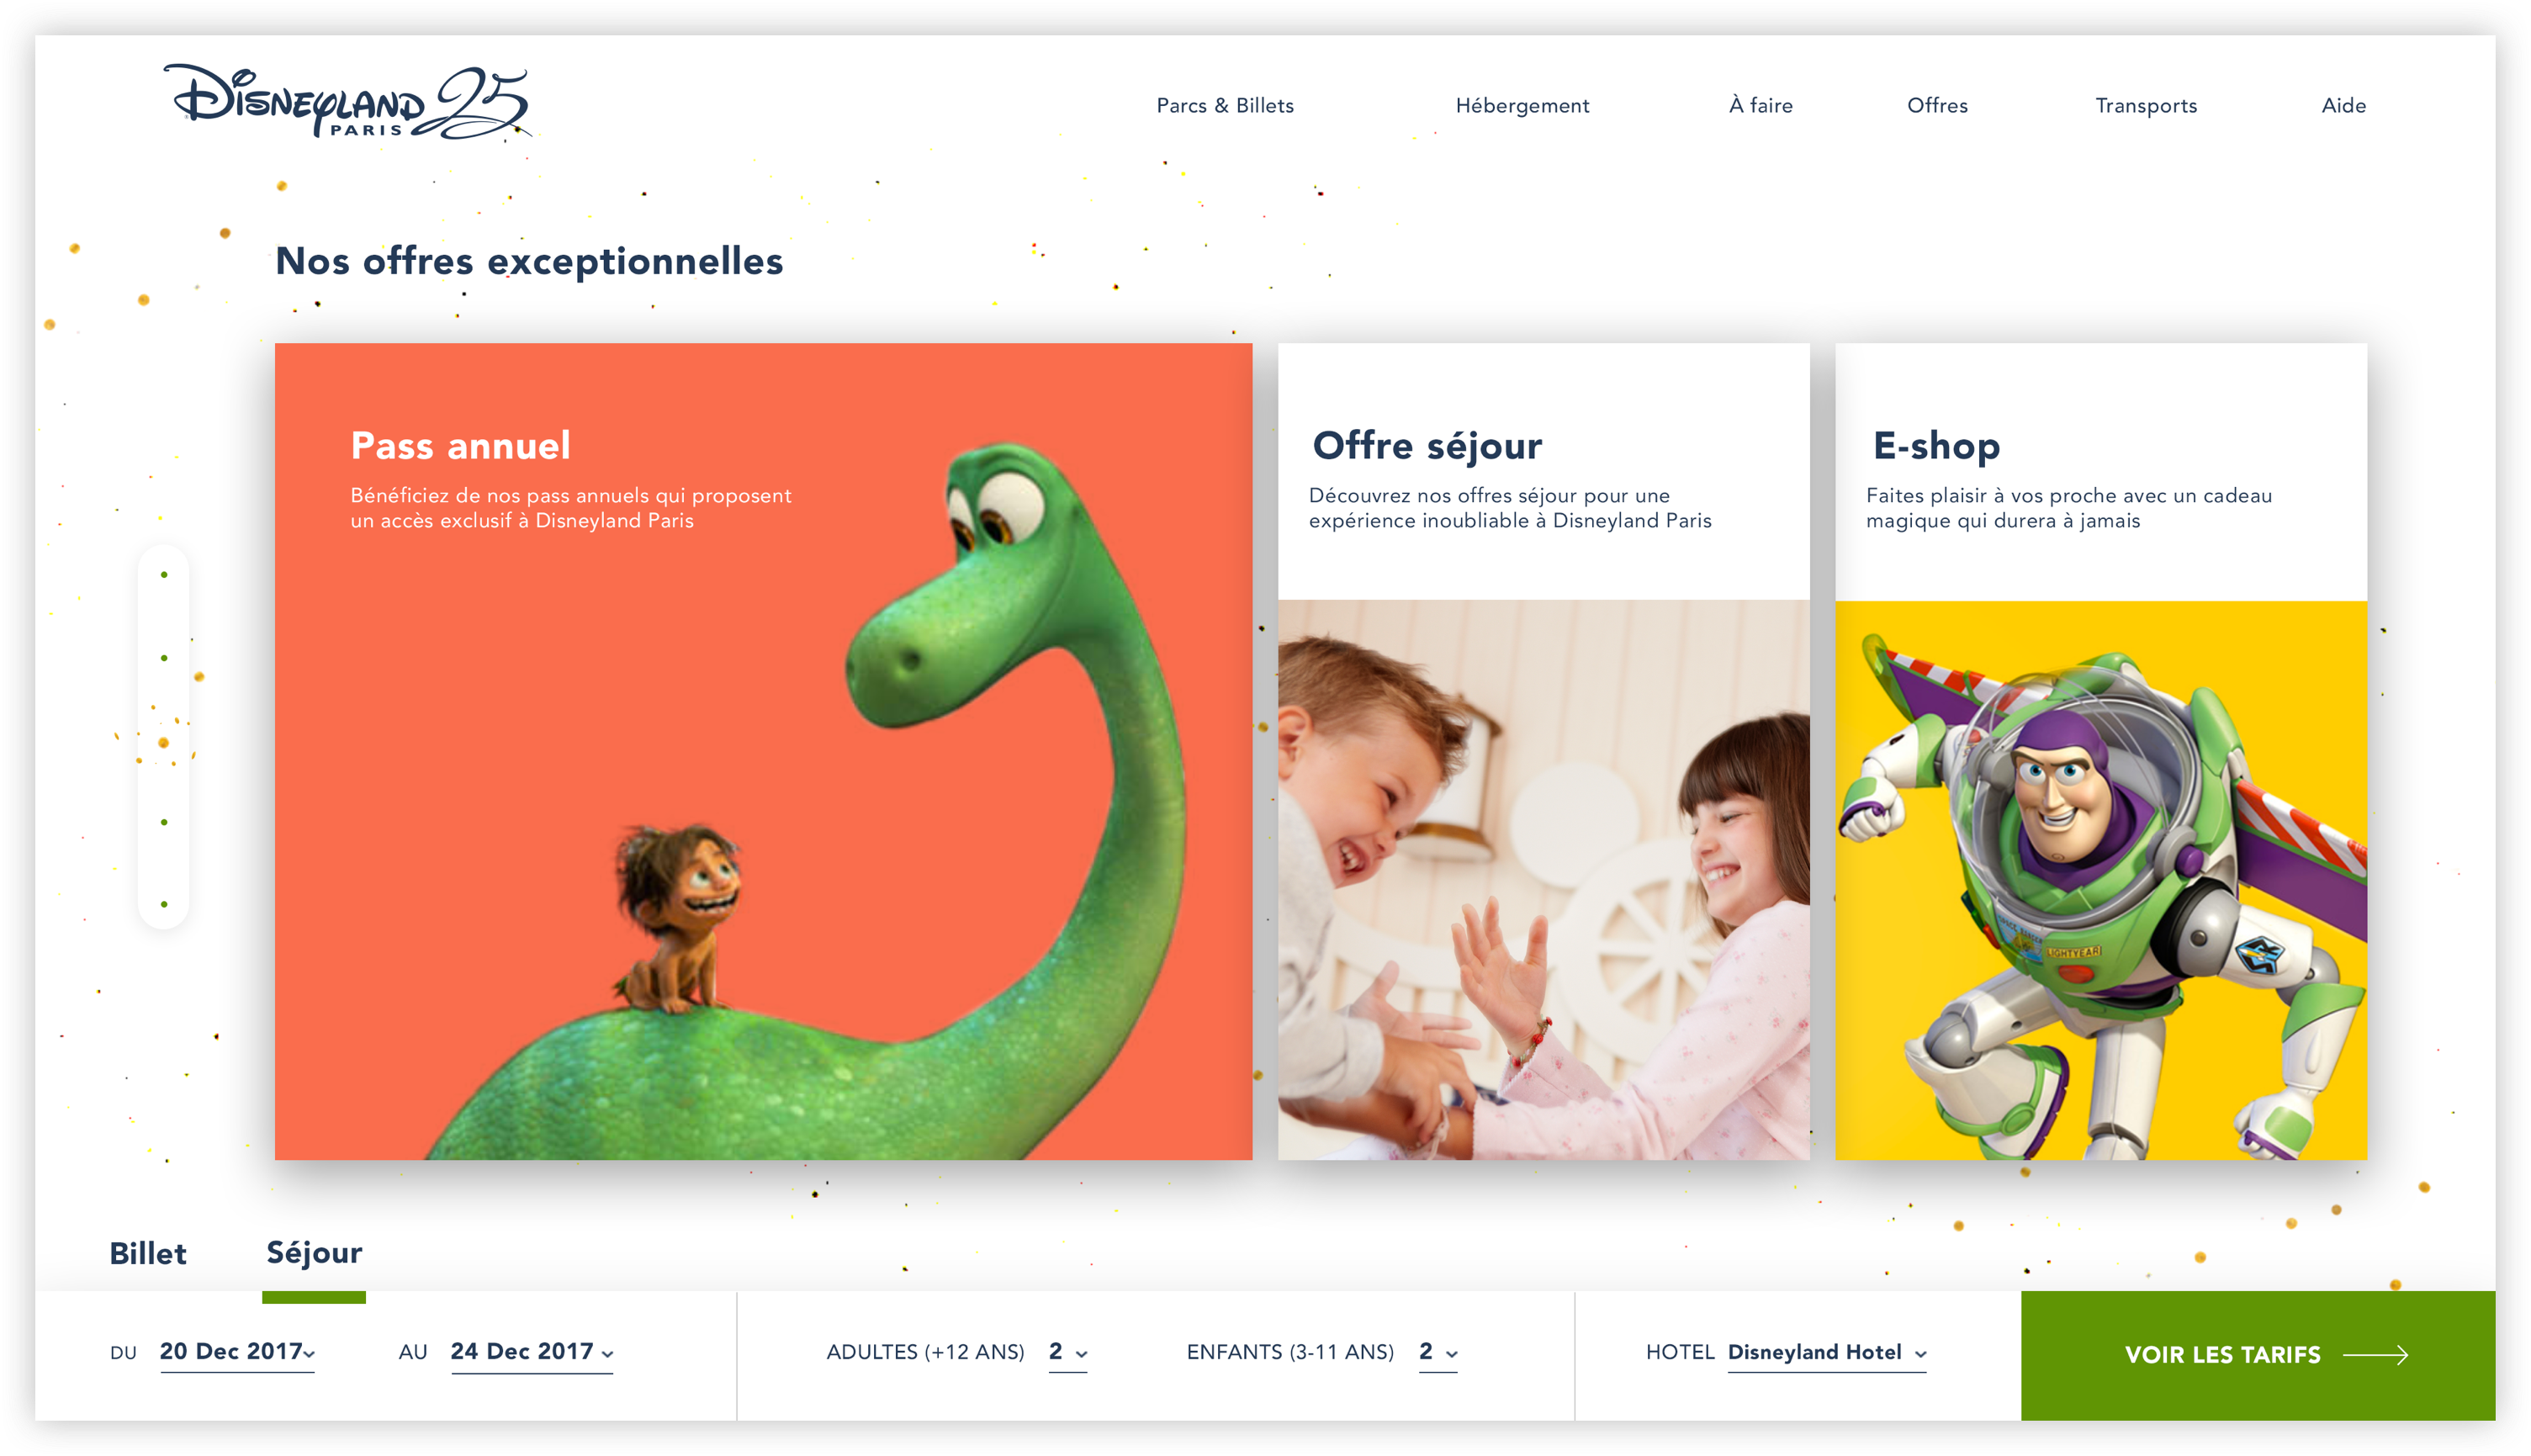 Disneyland 25
PARIS
Parcs & Billets
Hébergement
À faire
Offres
Transports
Aide
Nos offres exceptionnelles
Pass annuel
Bénéficiez de nos pass annuels qui proposent
un accès exclusif à Disneyland Paris
Offre séjour
Découvrez nos offres séjour pour une
expérience inoubliable à Disneyland Paris
E-shop
Faites plaisir à vos proche avec un cadeau
magique qui durera à jamais
LIGHTYEAR
Billet
Séjour
DU 20 Dec 2017
AU 24 Dec 2017
ADULTES (+12 ANS) 2
ENFANTS (3-11 ANS) 2
HOTEL Disneyland Hotel
VOIR LES TARIFS